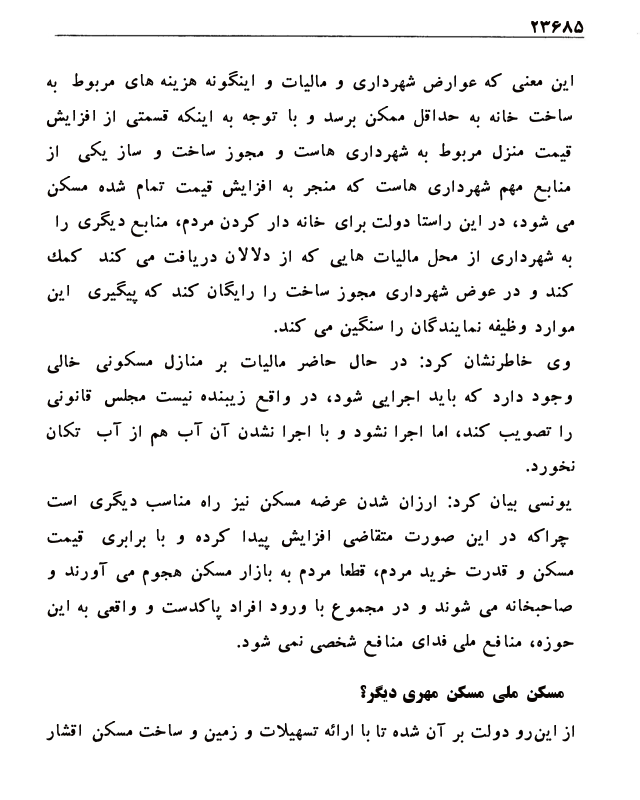 ۲۳۶۸۵
این معنی که عوارض شهرداری و مالیات و اینگونه هزینه های مربوط به
ساخت خانه به حداقل ممکن برسد و با توجه به اینکه قسمتی از افزایش
قیمت منزل مربوط به شهرداری هاست و مجوز ساخت و ساز یکی از
منابع مهم شهرداری هاست که منجر به افزایش قیمت تمام شده مسکن
می شود، در این راستا دولت برای خانه دار کردن مردم، منابع دیگری را
به شهرداری از محل مالیات هایی که از دلالان دریافت می کند کمك
کند و در عوض شهرداری مجوز ساخت را رایگان کند که پیگیری این
موارد وظیفه نمایندگان را سنگین می کند.
وی خاطرنشان کرد: در حال حاضر مالیات بر منازل مسکونی خالی
وجود دارد که باید اجرایی شود، در واقع زیبنده نیست مجلس قانونی
را تصویب کند، اما اجرا نشود و با اجرا نشدن آن آب هم از آب تکان
نخورد.
یونسی بیان کرد: ارزان شدن عرضه مسکن نیز راه مناسب دیگری است
چراکه در این صورت متقاضی افزایش پیدا کرده و با برابری قیمت
مسکن و قدرت خرید مردم، قطعا مردم به بازار مسکن هجوم می آورند و
صاحبخانه می شوند و در مجموع با ورود افراد پاکدست و واقعی به این
حوزه، منافع ملی فدای منافع شخصی نمی شود.
مسکن ملی مسکن مهری دیگر؟
از این‌رو دولت بر آن شده تا با ارائه تسهیلات و زمین و ساخت مسکن اقشار